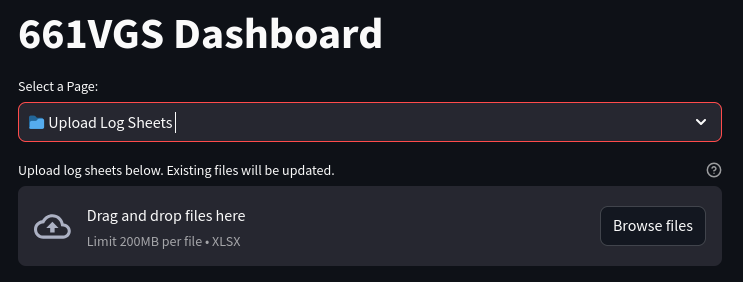 661VGS Dashboard
Select a Page:
Upload Log Sheets
Upload log sheets below. Existing files will be updated.
Drag and drop files here
Limit 200MB per file • XLSX
Browse files